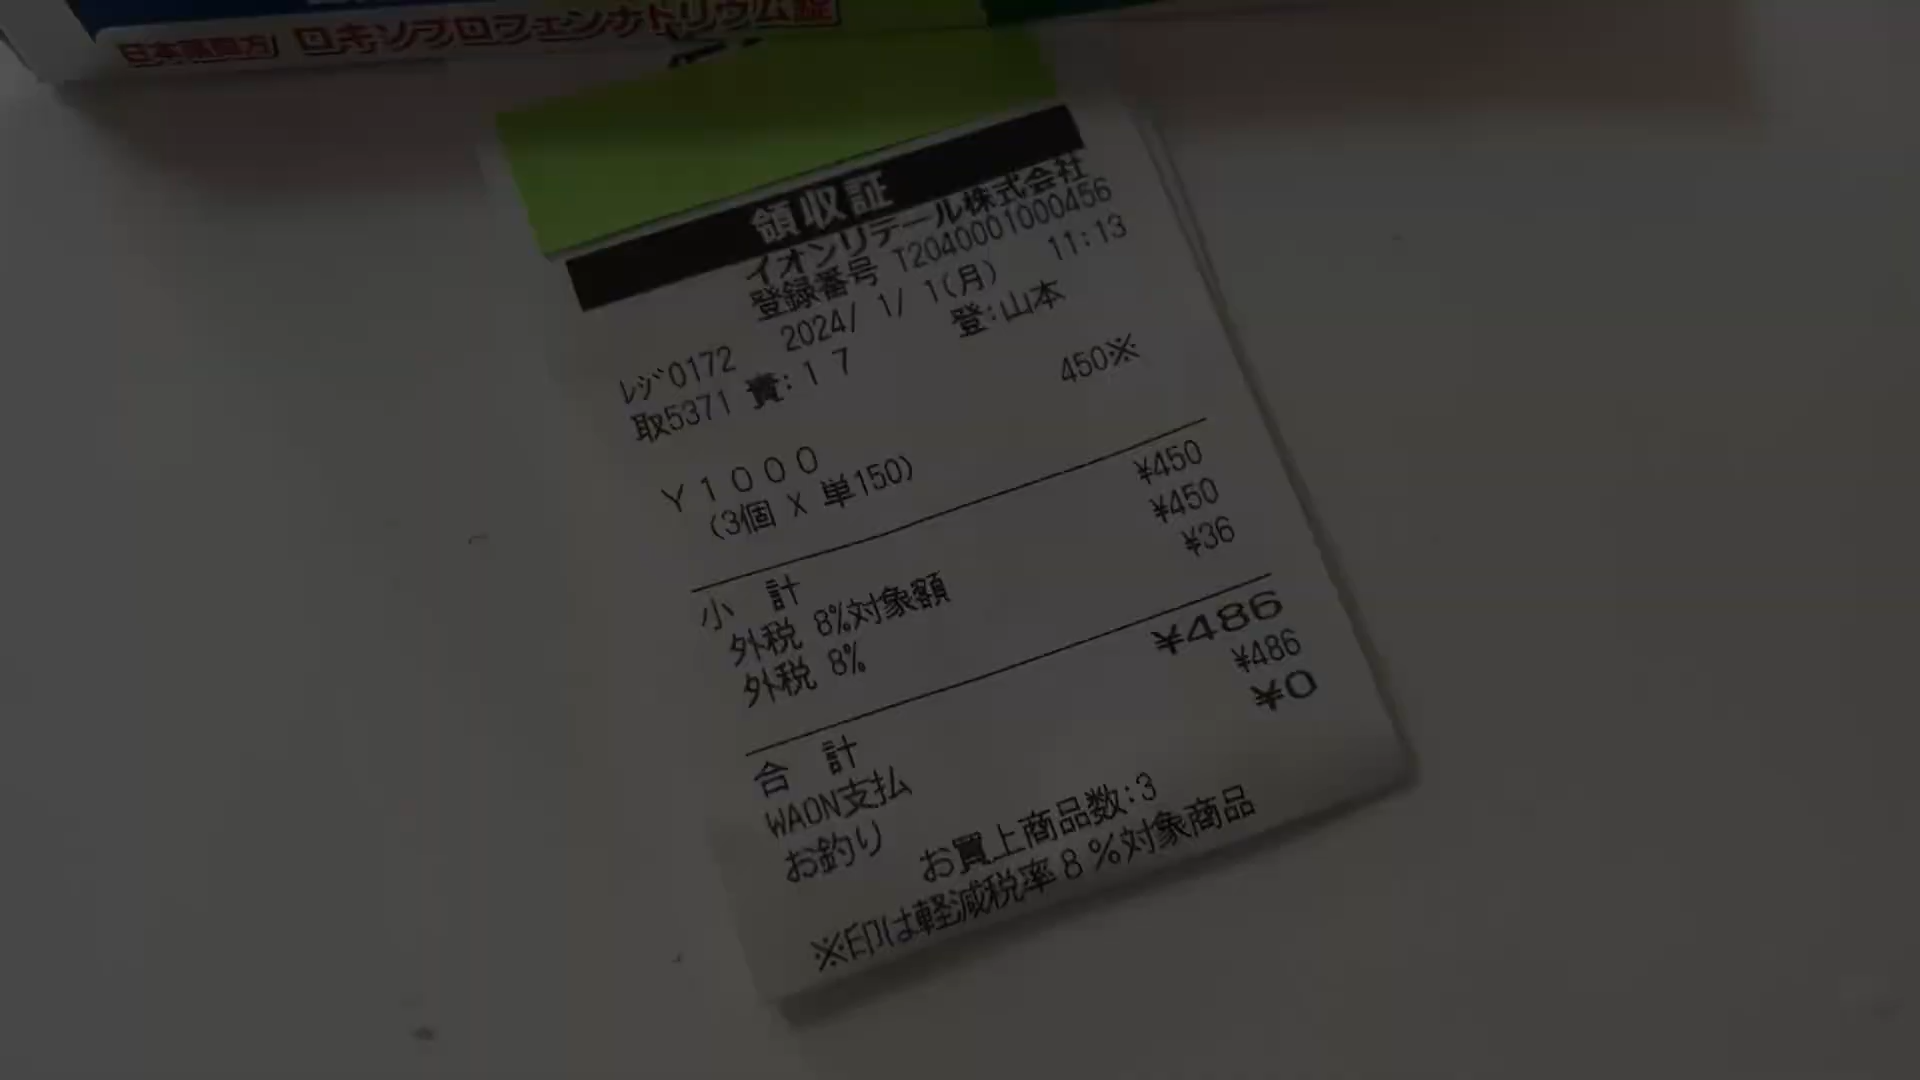 日本薬局方 ロキソプロフェンナトリウム錠
領収証
イオンリテール株式会社
登録番号 T2040001000456
2024/ 1/ 1(月) 11:13
ﾚｼﾞ0172 登:山本
取5371 責:１７
450※
Ｙ１０００
(3個 X 単150)
小 計 ¥450
外税 8%対象額 ¥450
外税 8% ¥36
合 計 ¥486
WAON支払 ¥486
お釣り ¥0
お買上商品数:3
※印は軽減税率８％対象商品